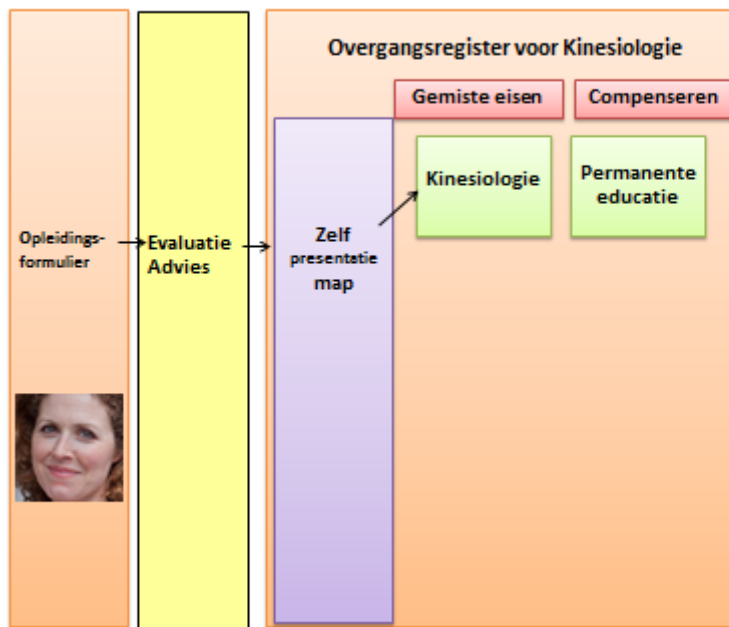 Overgangsregister voor Kinesiologie
Gemiste eisen
Compenseren
Kinesiologie
Permanente
educatie
Opleidings-
formulier
Evaluatie
Advies
Zelf
presentatie
map